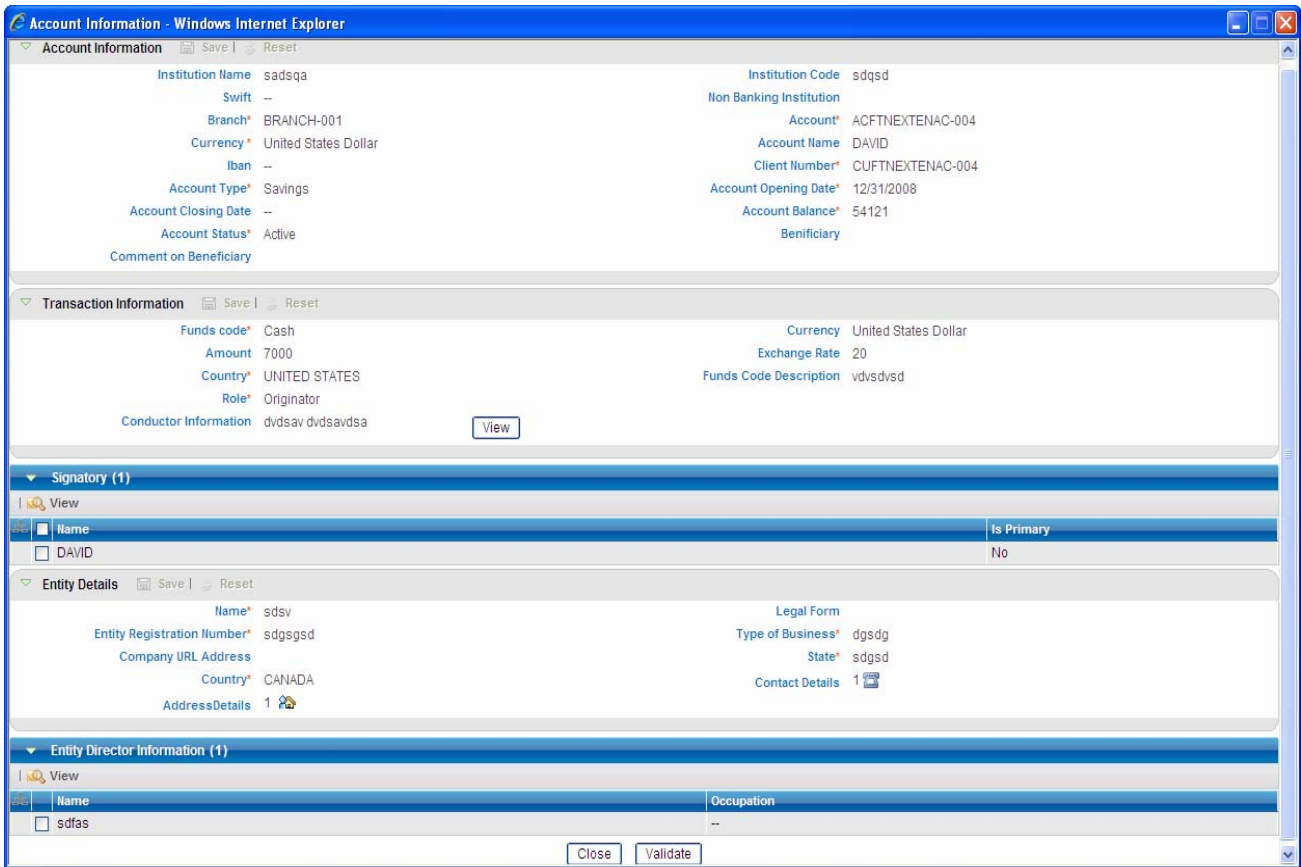 Account Information - Windows Internet Explorer
Account Information Save | Reset
Institution Name sadsqa Institution Code sdqsd
Swift -- Non Banking Institution
Branch* BRANCH-001 Account* ACFTNEXTENAC-004
Currency* United States Dollar Account Name DAVID
Iban -- Client Number* CUFTNEXTENAC-004
Account Type* Savings Account Opening Date* 12/31/2008
Account Closing Date -- Account Balance* 54121
Account Status* Active Benificiary
Comment on Beneficiary
Transaction Information Save | Reset
Funds code* Cash Currency United States Dollar
Amount 7000 Exchange Rate 20
Country* UNITED STATES Funds Code Description vdvsdvsd
Role* Originator
Conductor Information dvdsav dvdsavdsa View
Signatory (1)
| View
Name Is Primary
DAVID No
Entity Details Save | Reset
Name* sdsv Legal Form
Entity Registration Number* sdgsgsd Type of Business* dgsdg
Company URL Address State* sdgsd
Country* CANADA Contact Details 1
AddressDetails 1
Entity Director Information (1)
| View
Name Occupation
sdfas --
Close Validate